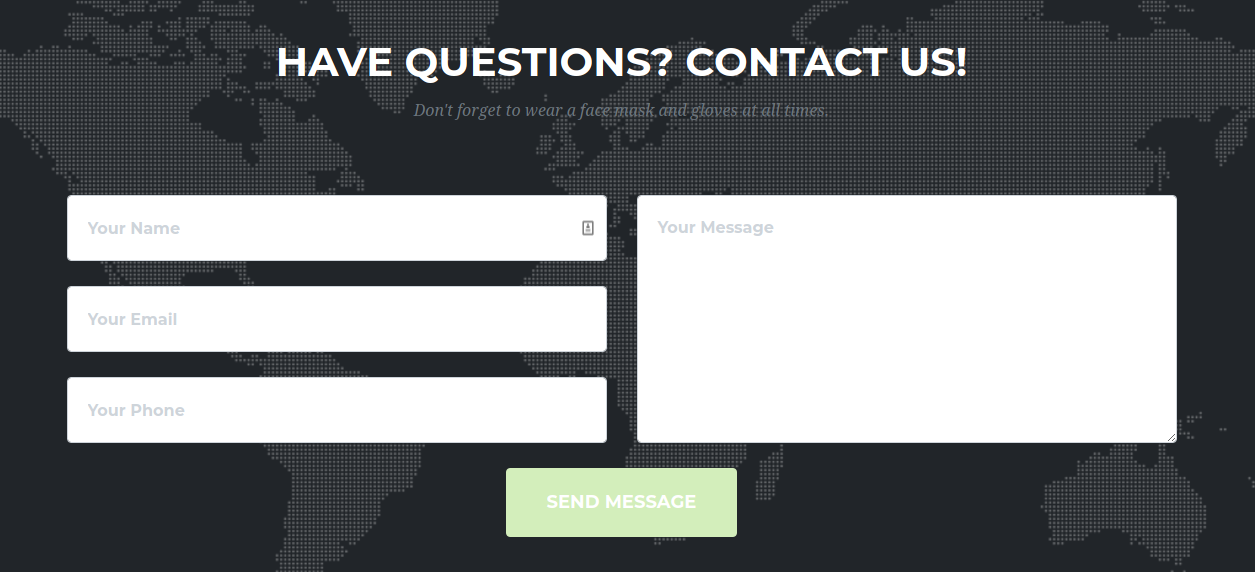 HAVE QUESTIONS? CONTACT US!
Don't forget to wear a face mask and gloves at all times.
Your Name
Your Email
Your Phone
Your Message
SEND MESSAGE